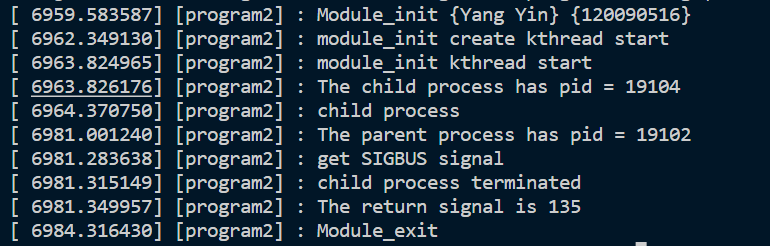 [ 6959.583587] [program2] : Module_init {Yang Yin} {120090516}
[ 6962.349130] [program2] : module_init create kthread start
[ 6963.824965] [program2] : module_init kthread start
[ 6963.826176] [program2] : The child process has pid = 19104
[ 6964.370750] [program2] : child process
[ 6981.001240] [program2] : The parent process has pid = 19102
[ 6981.283638] [program2] : get SIGBUS signal
[ 6981.315149] [program2] : child process terminated
[ 6981.349957] [program2] : The return signal is 135
[ 6984.316430] [program2] : Module_exit